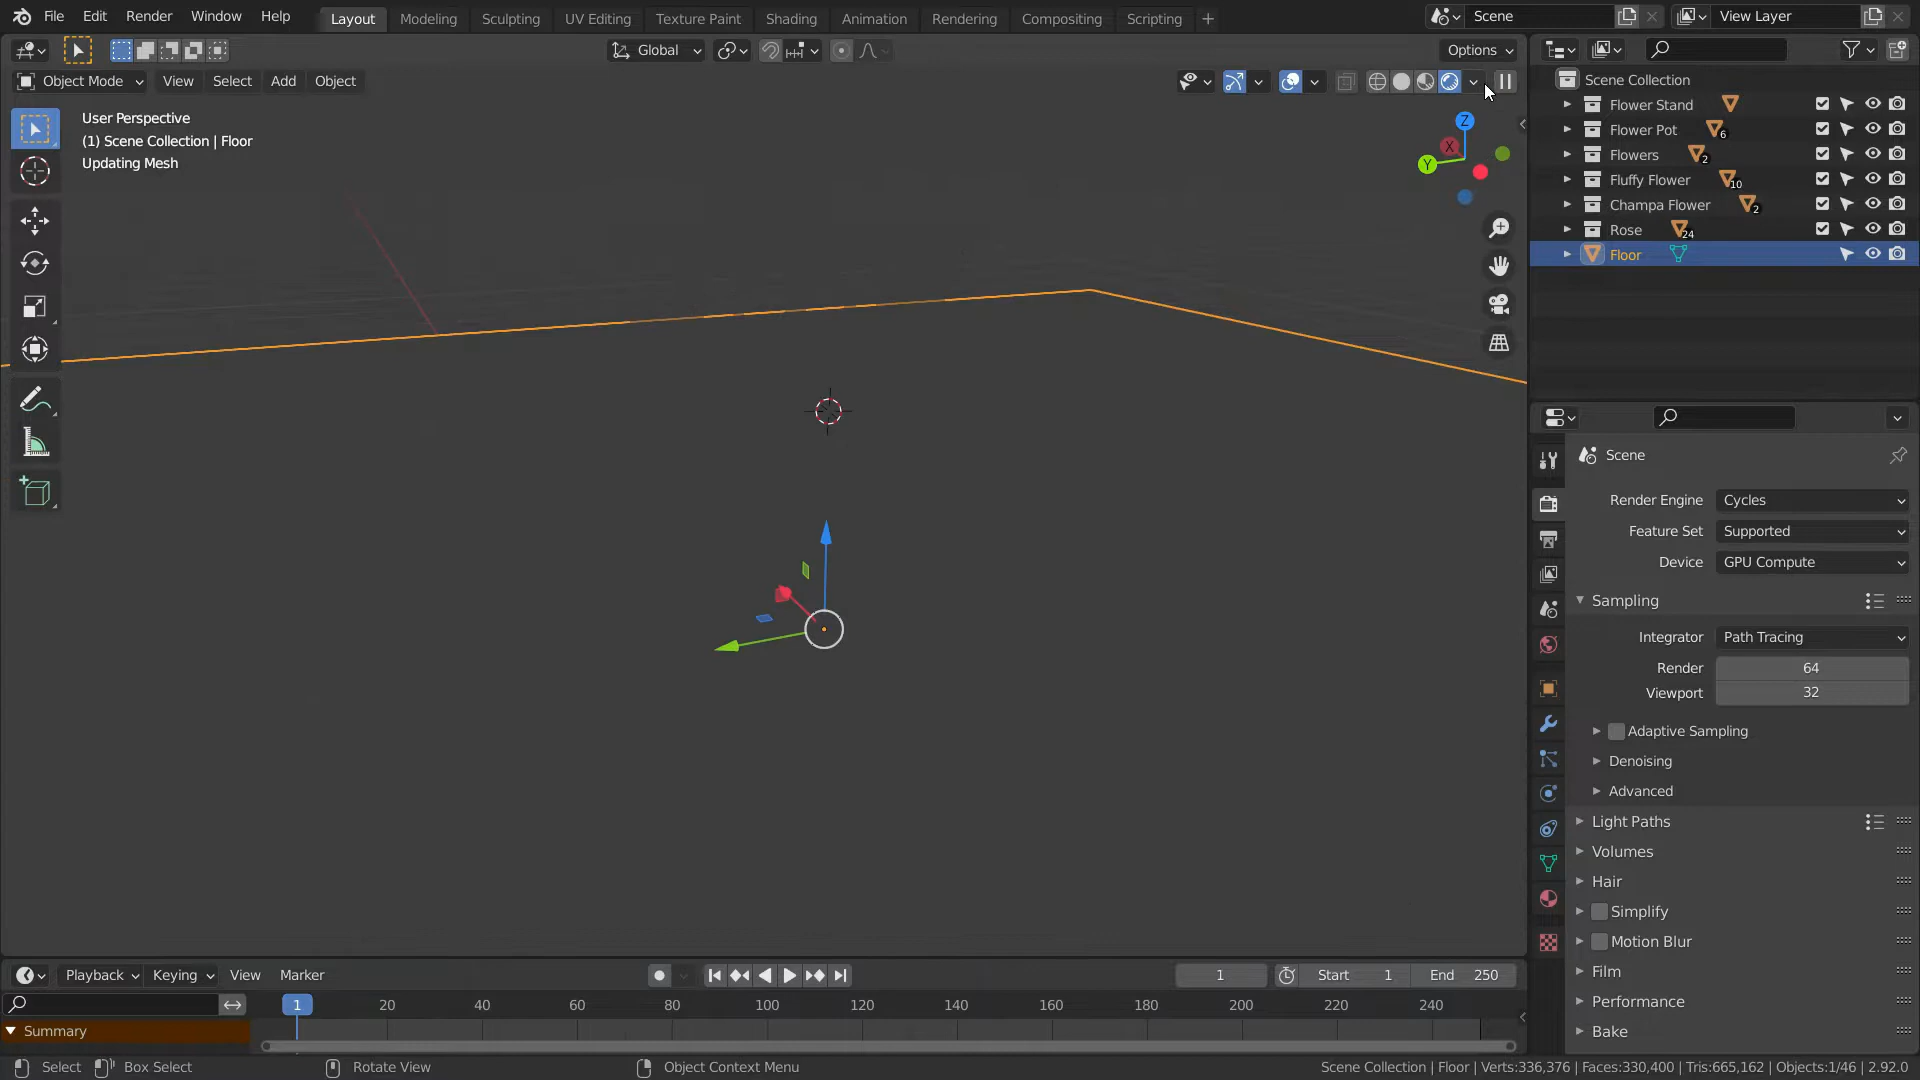 File Edit Render Window Help Layout Modeling Sculpting UV Editing Texture Paint Shading Animation Rendering Compositing Scripting + Scene View Layer
Global Options
Object Mode View Select Add Object
User Perspective
(1) Scene Collection | Floor
Updating Mesh
Z
X
Y
Scene Collection
Flower Stand
Flower Pot 6
Flowers 2
Fluffy Flower 10
Champa Flower 2
Rose 24
Floor
Scene
Render Engine Cycles
Feature Set Supported
Device GPU Compute
Sampling
Integrator Path Tracing
Render 64
Viewport 32
Adaptive Sampling
Denoising
Advanced
Light Paths
Volumes
Hair
Simplify
Motion Blur
Film
Performance
Bake
Playback Keying View Marker 1 Start 1 End 250
1 20 40 60 80 100 120 140 160 180 200 220 240
Summary
Select Box Select Rotate View Object Context Menu Scene Collection | Floor | Verts:336,376 | Faces:330,400 | Tris:665,162 | Objects:1/46 | 2.92.0